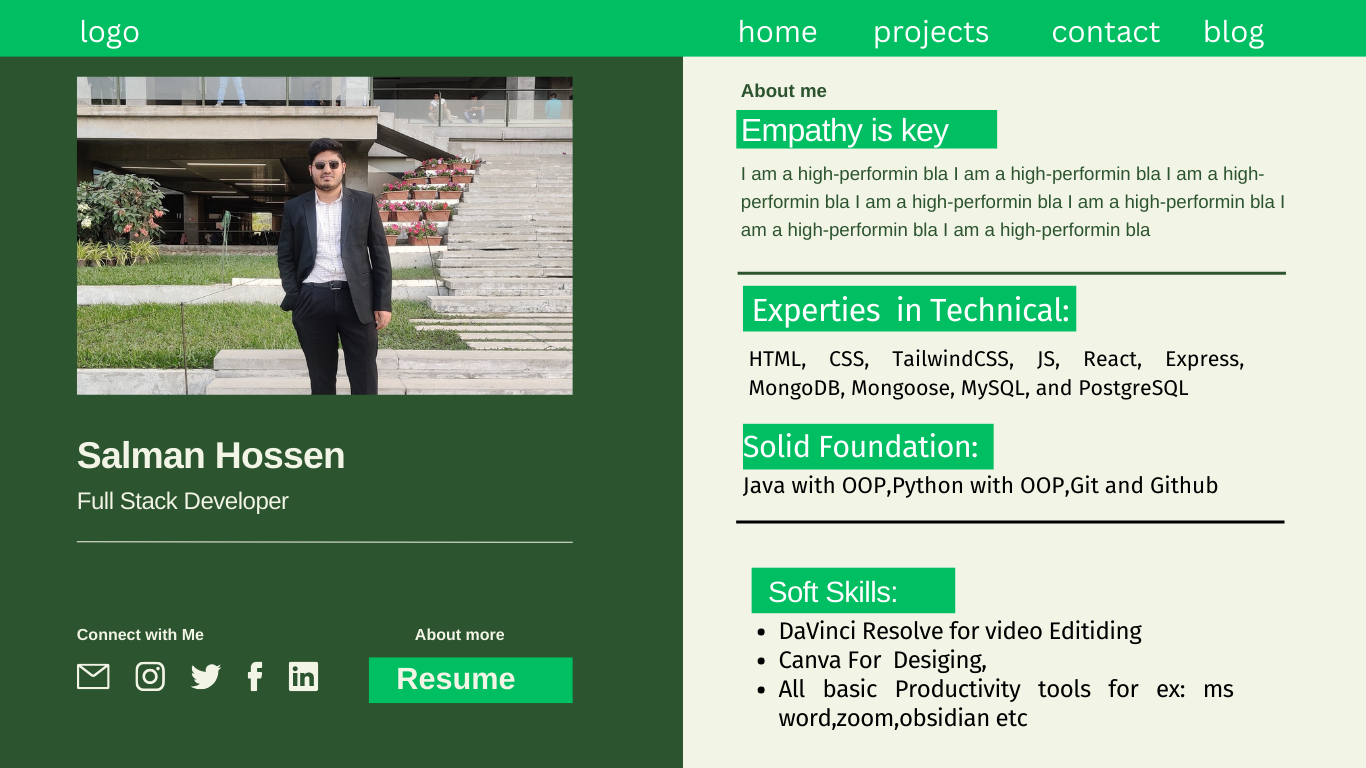 logo
home projects contact blog
Salman Hossen
Full Stack Developer
Connect with Me
About more
Resume
About me
Empathy is key
I am a high-performin bla I am a high-performin bla I am a high-
performin bla I am a high-performin bla I am a high-performin bla I
am a high-performin bla I am a high-performin bla
Experties in Technical:
HTML, CSS, TailwindCSS, JS, React, Express,
MongoDB, Mongoose, MySQL, and PostgreSQL
Solid Foundation:
Java with OOP,Python with OOP,Git and Github
Soft Skills:
• DaVinci Resolve for video Editiding
• Canva For Desiging,
• All basic Productivity tools for ex: ms
word,zoom,obsidian etc